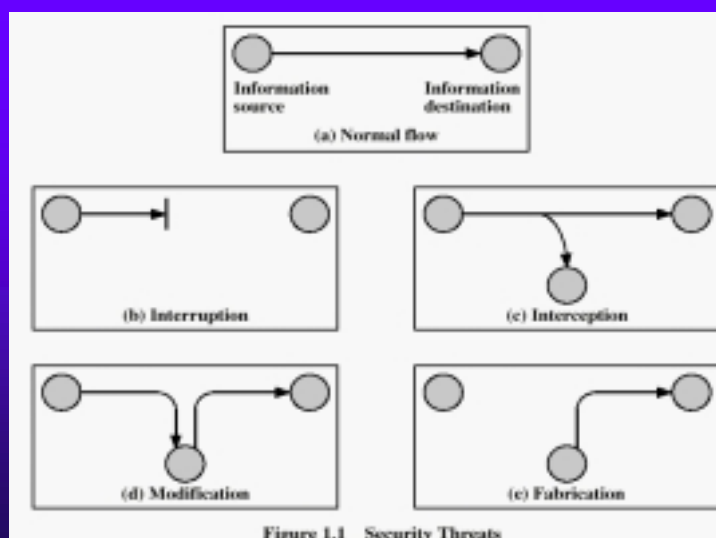 Information
source
Information
destination
(a) Normal flow
(b) Interruption
(c) Interception
(d) Modification
(e) Fabrication
Figure 1.1 Security Threats